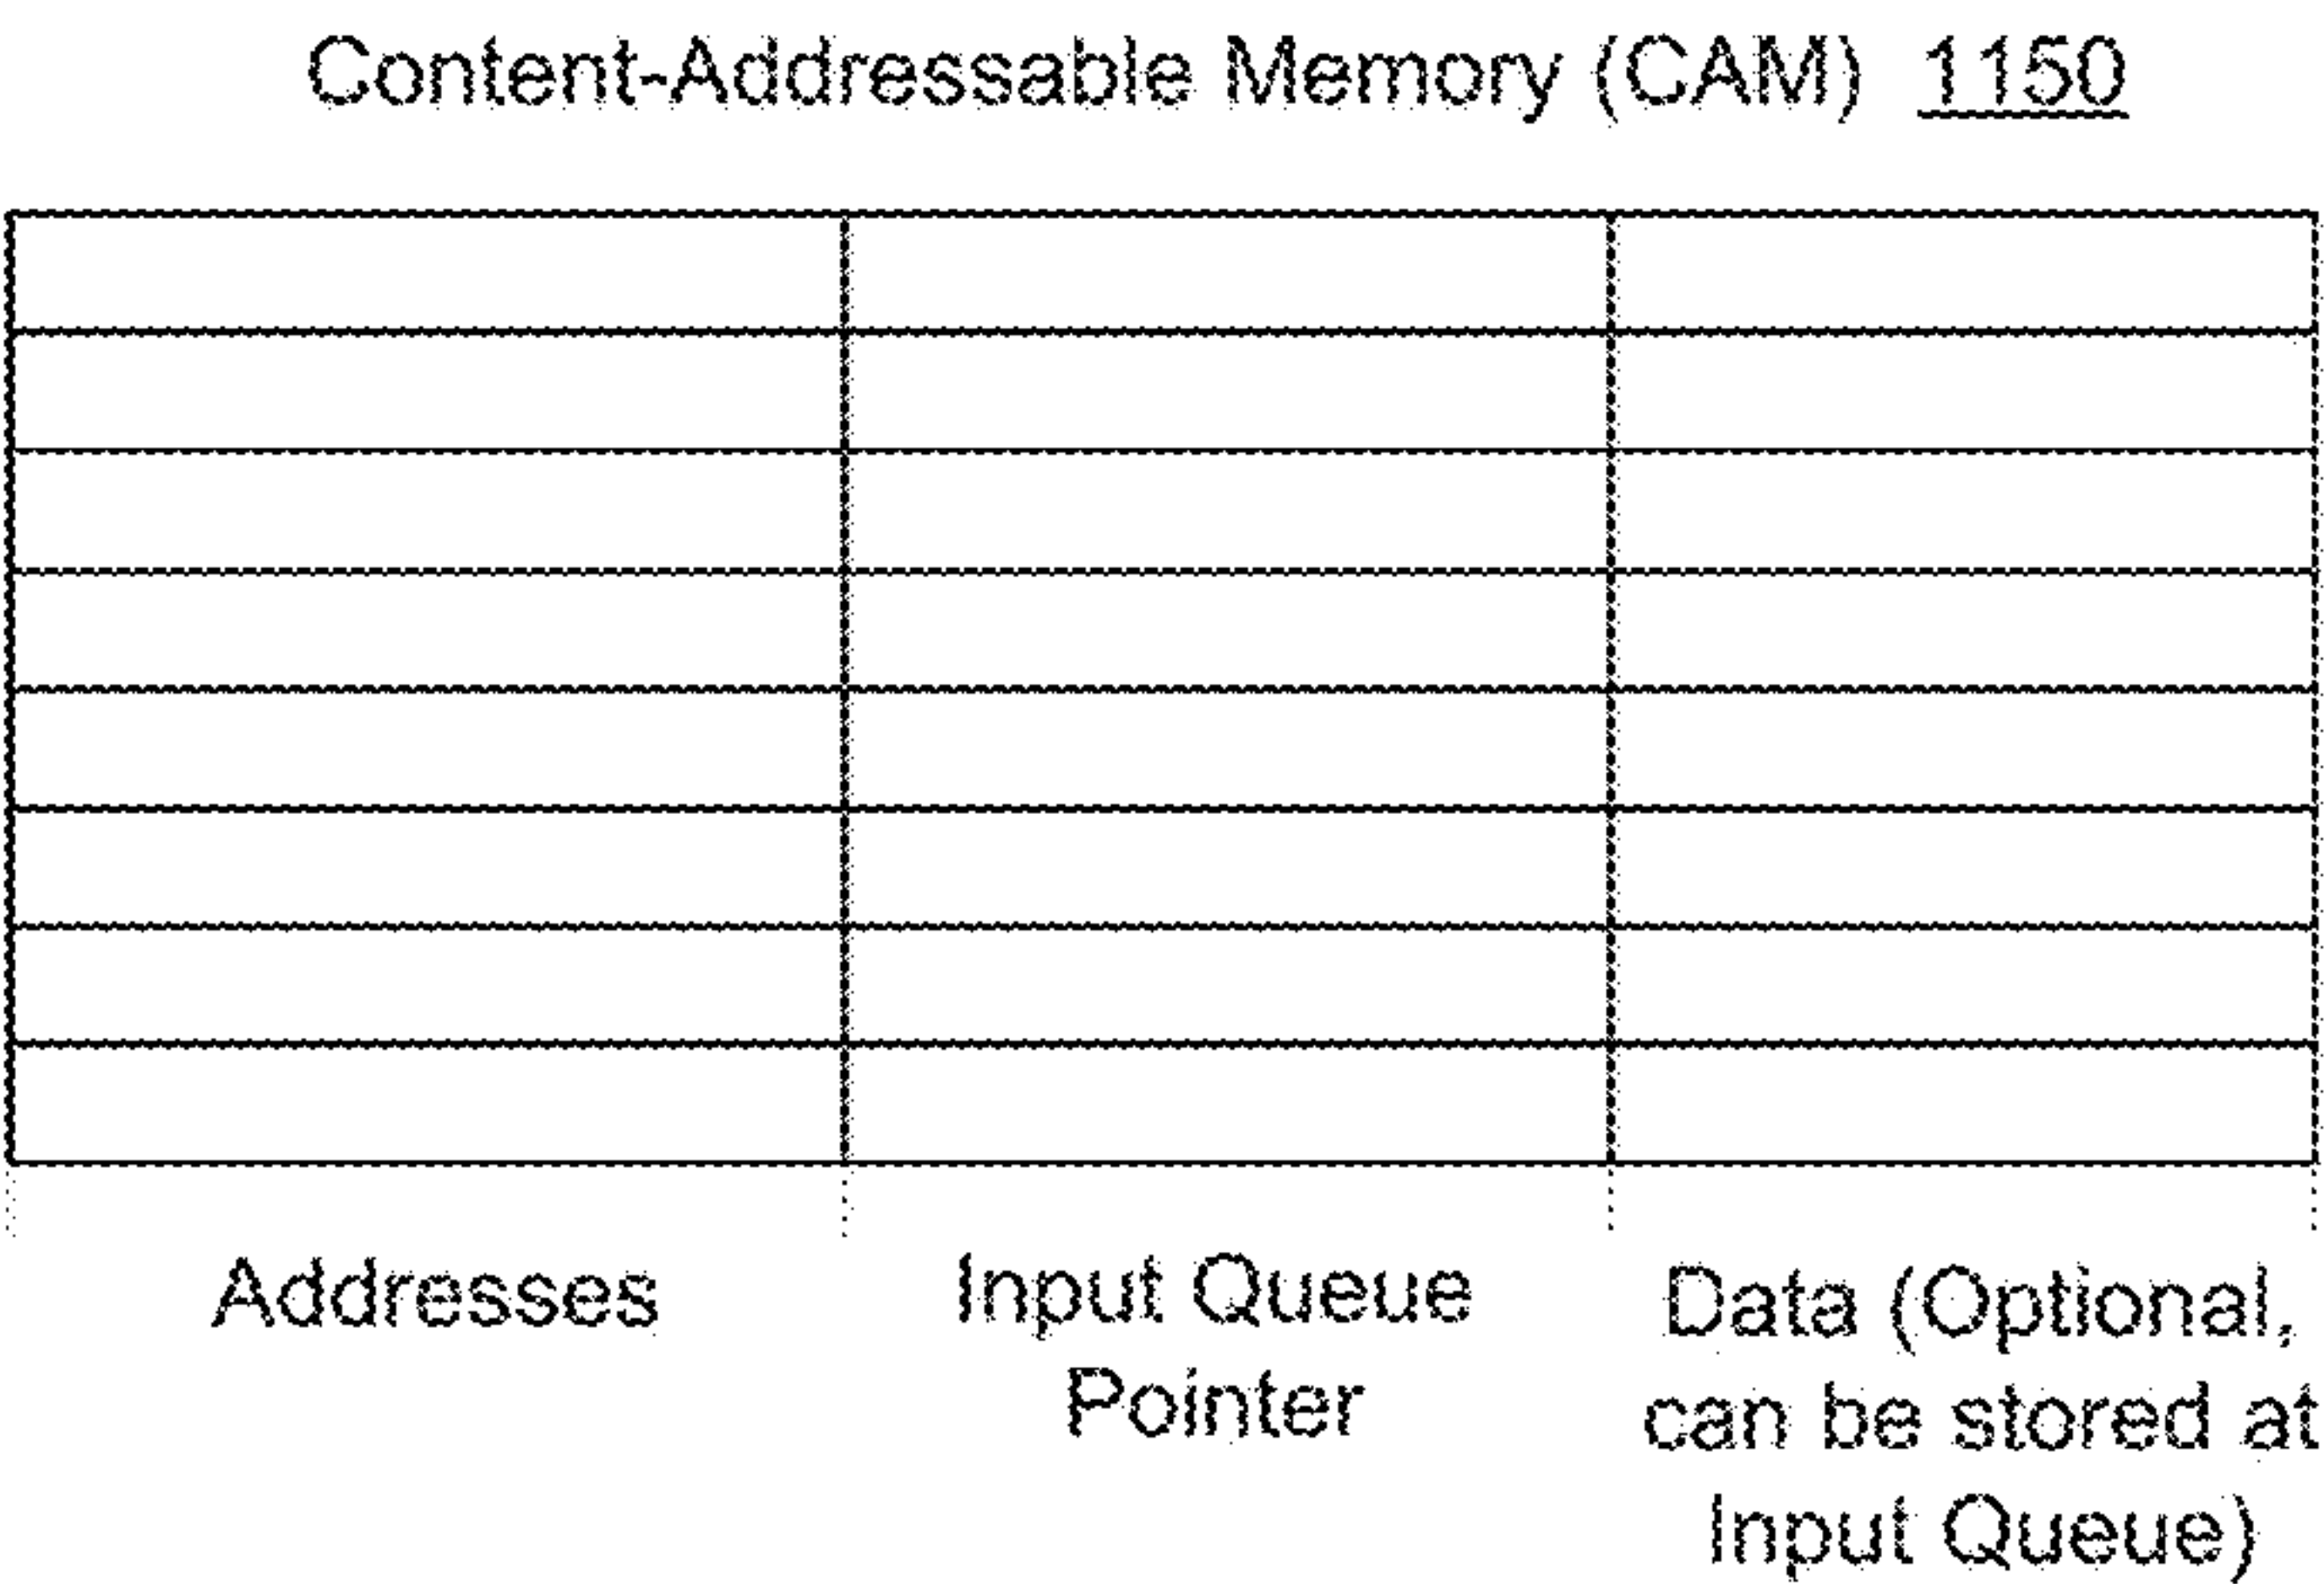 Content-Addressable Memory (CAM) 1150
Addresses
Input Queue
Pointer
Data (Optional,
can be stored at
Input Queue)